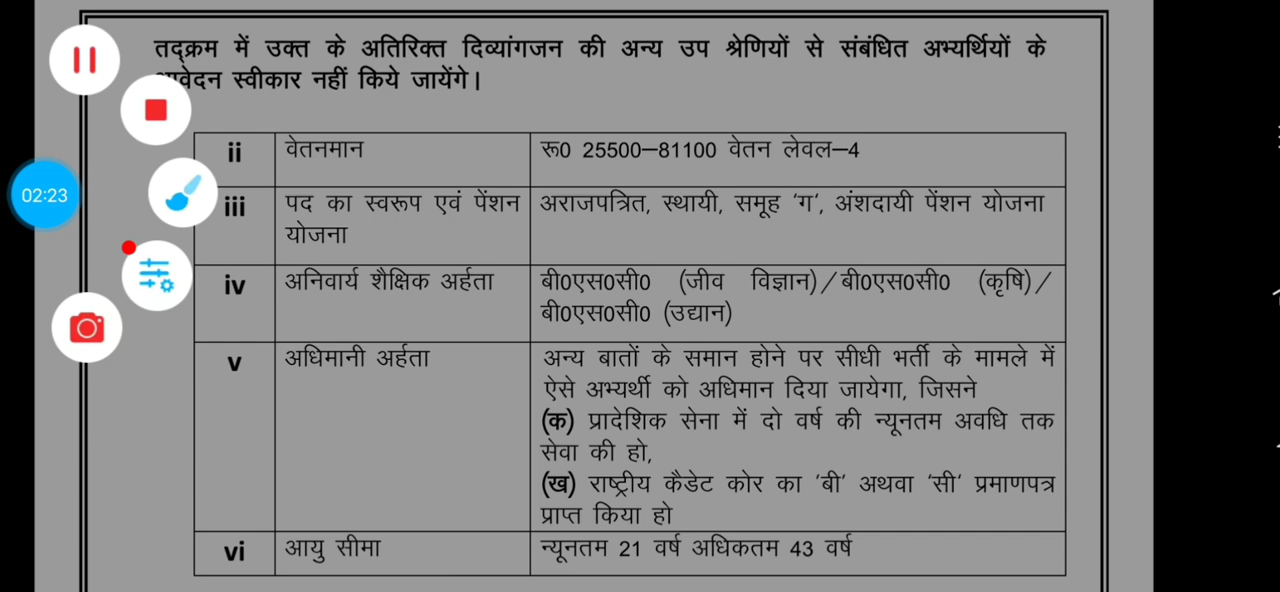 तद्क्रम में उक्त के अतिरिक्त दिव्यांगजन की अन्य उप श्रेणियों से संबंधित अभ्यर्थियों के
स्वीकार नहीं किये जायेंगे।
ii वेतनमान रू0 25500–81100 वेतन लेवल–4
iii पद का स्वरूप एवं पेंशन योजना अराजपत्रित, स्थायी, समूह ‘ग’, अंशदायी पेंशन योजना
02:23
iv अनिवार्य शैक्षिक अर्हता बी0एस0सी0 (जीव विज्ञान)/बी0एस0सी0 (कृषि)/
बी0एस0सी0 (उद्यान)
v अधिमानी अर्हता अन्य बातों के समान होने पर सीधी भर्ती के मामले में
ऐसे अभ्यर्थी को अधिमान दिया जायेगा, जिसने
(क) प्रादेशिक सेना में दो वर्ष की न्यूनतम अवधि तक
सेवा की हो,
(ख) राष्ट्रीय कैडेट कोर का ‘बी’ अथवा ‘सी’ प्रमाणपत्र
प्राप्त किया हो
vi आयु सीमा न्यूनतम 21 वर्ष अधिकतम 43 वर्ष